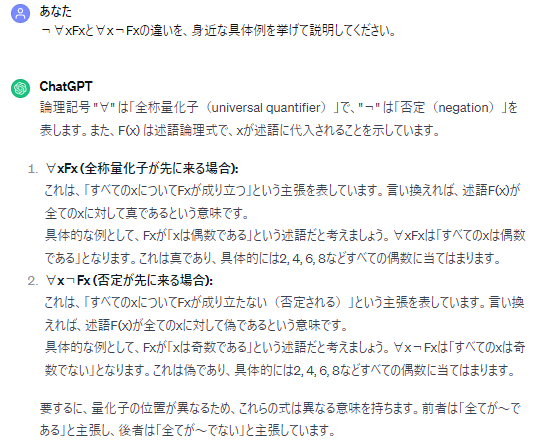 あなた
¬∀xFxと∀x¬Fxの違いを、身近な具体例を挙げて説明してください。
ChatGPT
論理記号 "∀" は「全称量化子（universal quantifier）」で、"¬" は「否定（negation）」を
表します。また、F(x) は述語論理式で、xが述語に代入されることを示しています。
1. ∀xFx (全称量化子が先に来る場合):
これは、「すべてのxについてFxが成り立つ」という主張を表しています。言い換えれば、述語F(x)が
全てのxに対して真であるという意味です。
具体的な例として、Fxが「xは偶数である」という述語だと考えましょう。∀xFxは「すべてのxは偶数
である」となります。これは真であり、具体的には2, 4, 6, 8などすべての偶数に当てはまります。
2. ∀x¬Fx (否定が先に来る場合):
これは、「すべてのxについてFxが成り立たない（否定される）」という主張を表しています。言い換
えれば、述語F(x)が全てのxに対して偽であるという意味です。
具体的な例として、Fxが「xは奇数である」という述語だと考えましょう。∀x¬Fxは「すべてのxは奇
数でない」となります。これは偽であり、具体的には2, 4, 6, 8などすべての偶数に当てはまります。
要するに、量化子の位置が異なるため、これらの式は異なる意味を持ちます。前者は「全てが～で
ある」と主張し、後者は「全てが～でない」と主張しています。